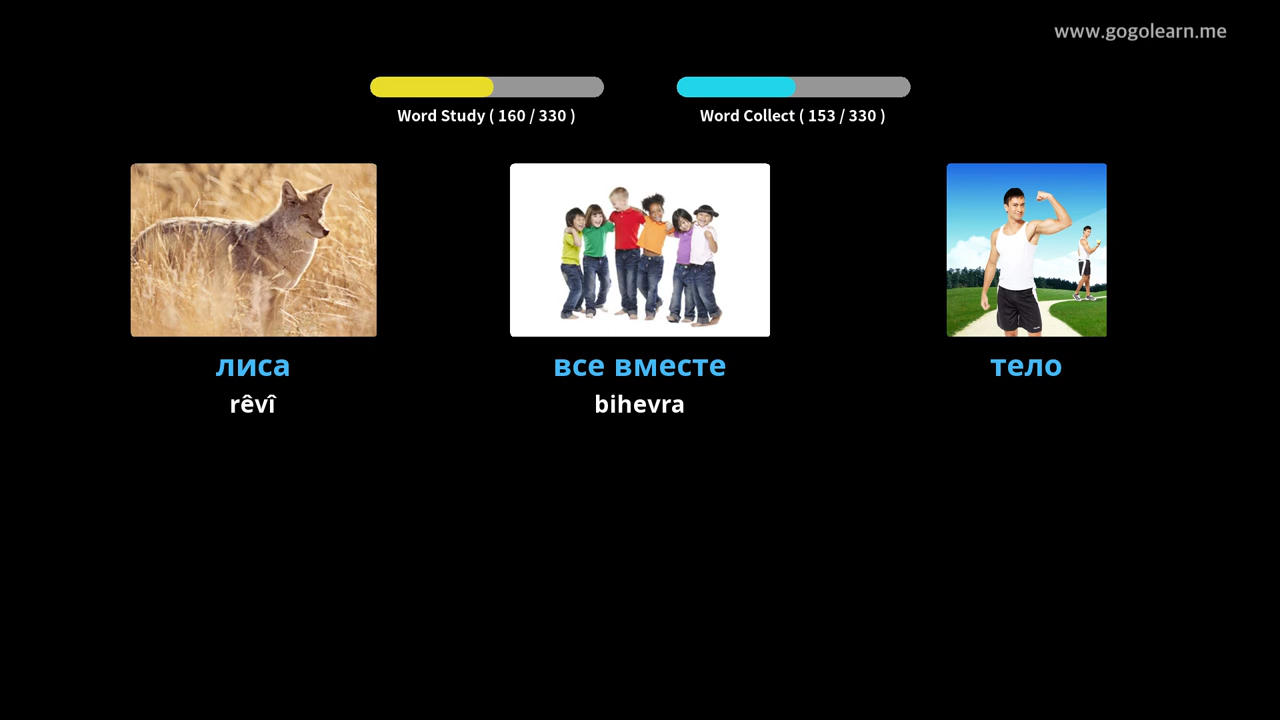 www.gogolearn.me
Word Study ( 160 / 330 )
Word Collect ( 153 / 330 )
лиса
все вместе
тело
rêvî
bihevra